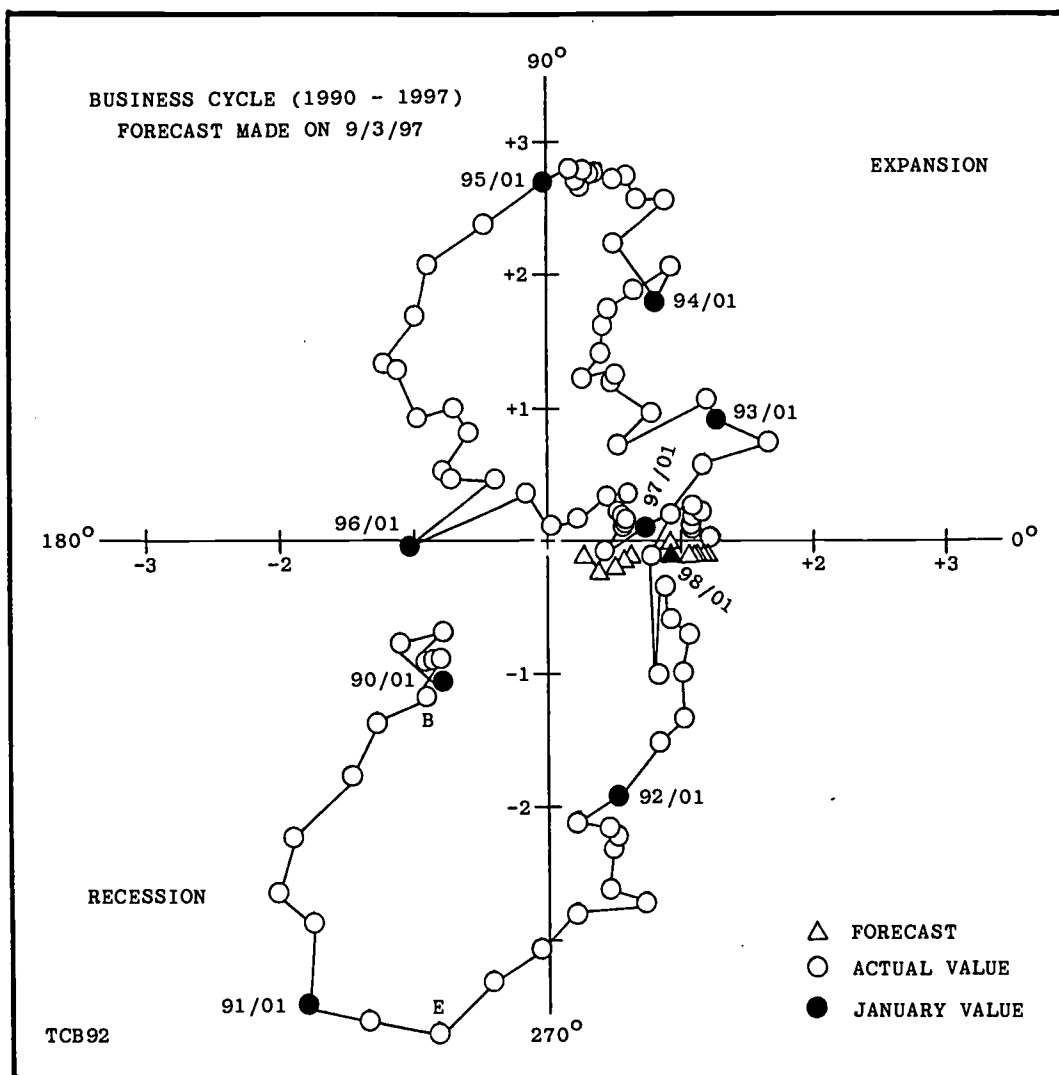 90°
BUSINESS CYCLE (1990 - 1997)
FORECAST MADE ON 9/3/97
+3
EXPANSION
95/01
+2
94/01
+1
93/01
97/01
96/01
180°
-3
-2
+2
+3
0°
98/01
90/01
-1
B
92/01
-2
RECESSION
FORECAST
ACTUAL VALUE
91/01
E
JANUARY VALUE
TCB92
270°